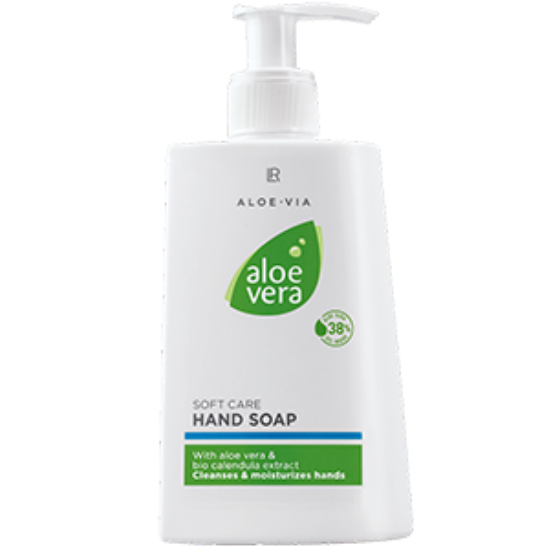 LR
ALOE·VIA
aloe
vera
38%
SOFT CARE
HAND SOAP
With aloe vera &
bio calendula extract
Cleanses & moisturizes hands